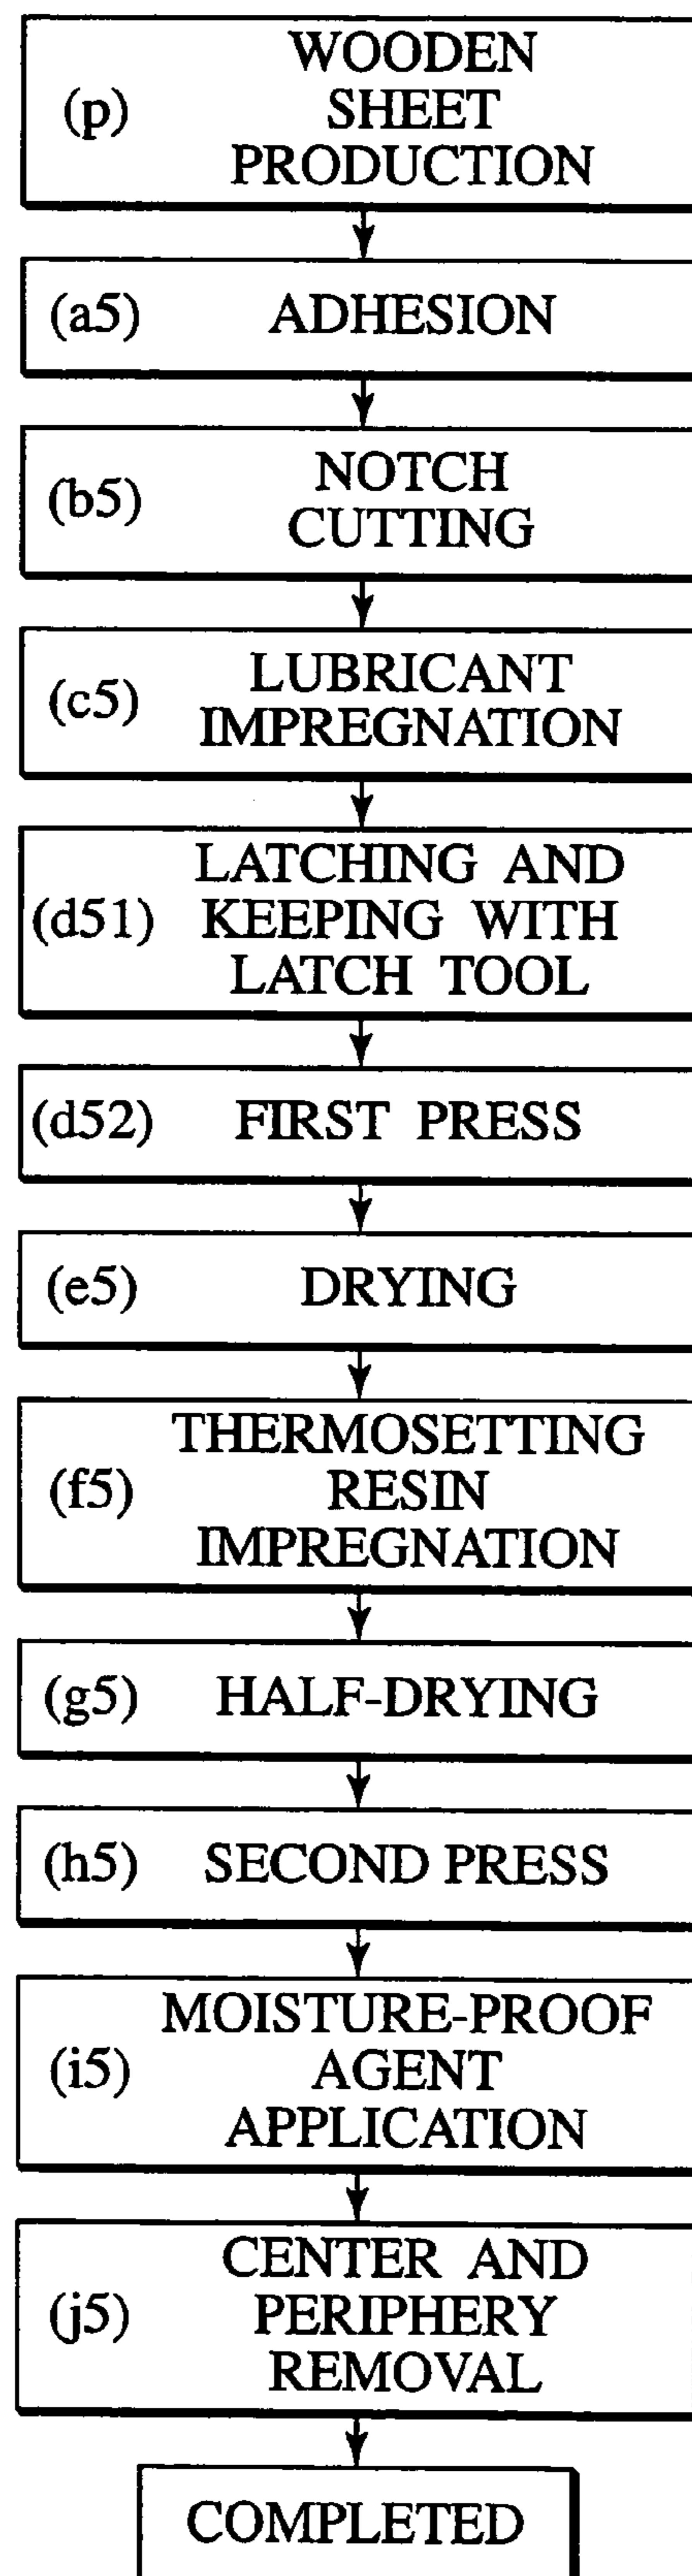 (p) WOODEN
SHEET
PRODUCTION
(a5) ADHESION
(b5) NOTCH
CUTTING
(c5) LUBRICANT
IMPREGNATION
(d51) LATCHING AND
KEEPING WITH
LATCH TOOL
(d52) FIRST PRESS
(e5) DRYING
(f5) THERMOSETTING
RESIN
IMPREGNATION
(g5) HALF-DRYING
(h5) SECOND PRESS
(i5) MOISTURE-PROOF
AGENT
APPLICATION
(j5) CENTER AND
PERIPHERY
REMOVAL
COMPLETED